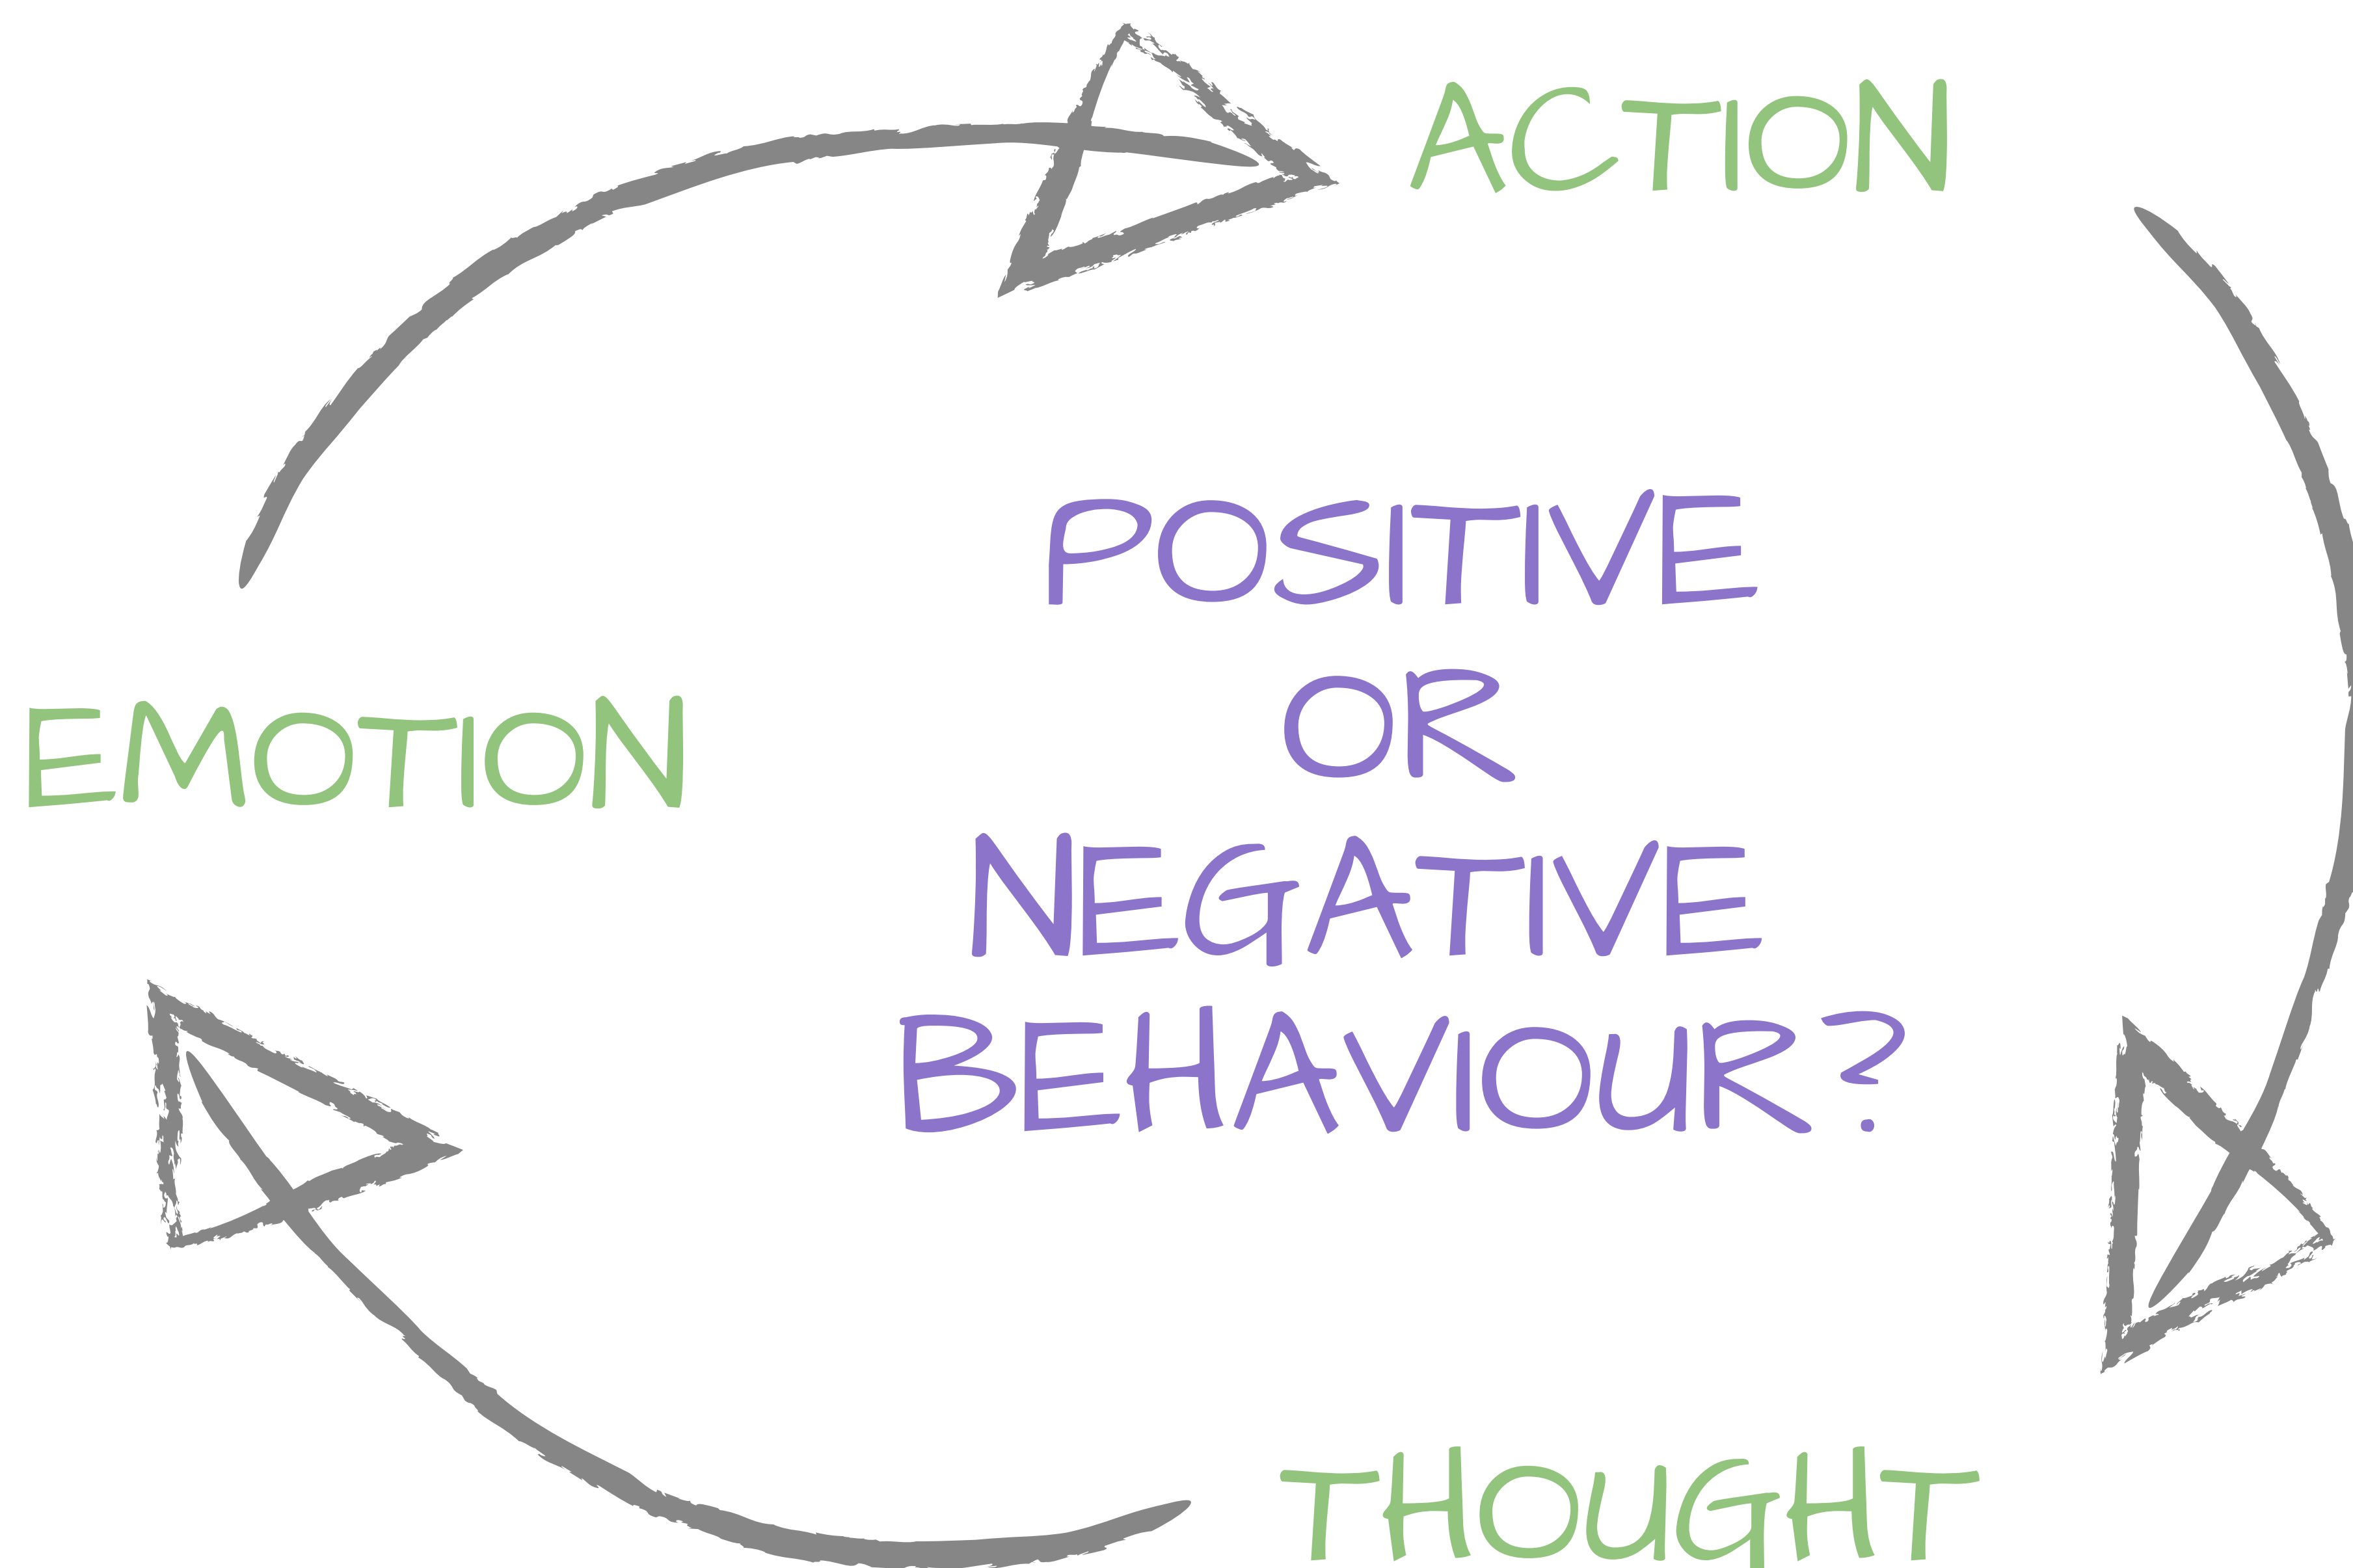 ACTION
POSITIVE
OR
EMOTION
NEGATIVE
BEHAVIOUR?
THOUGHT